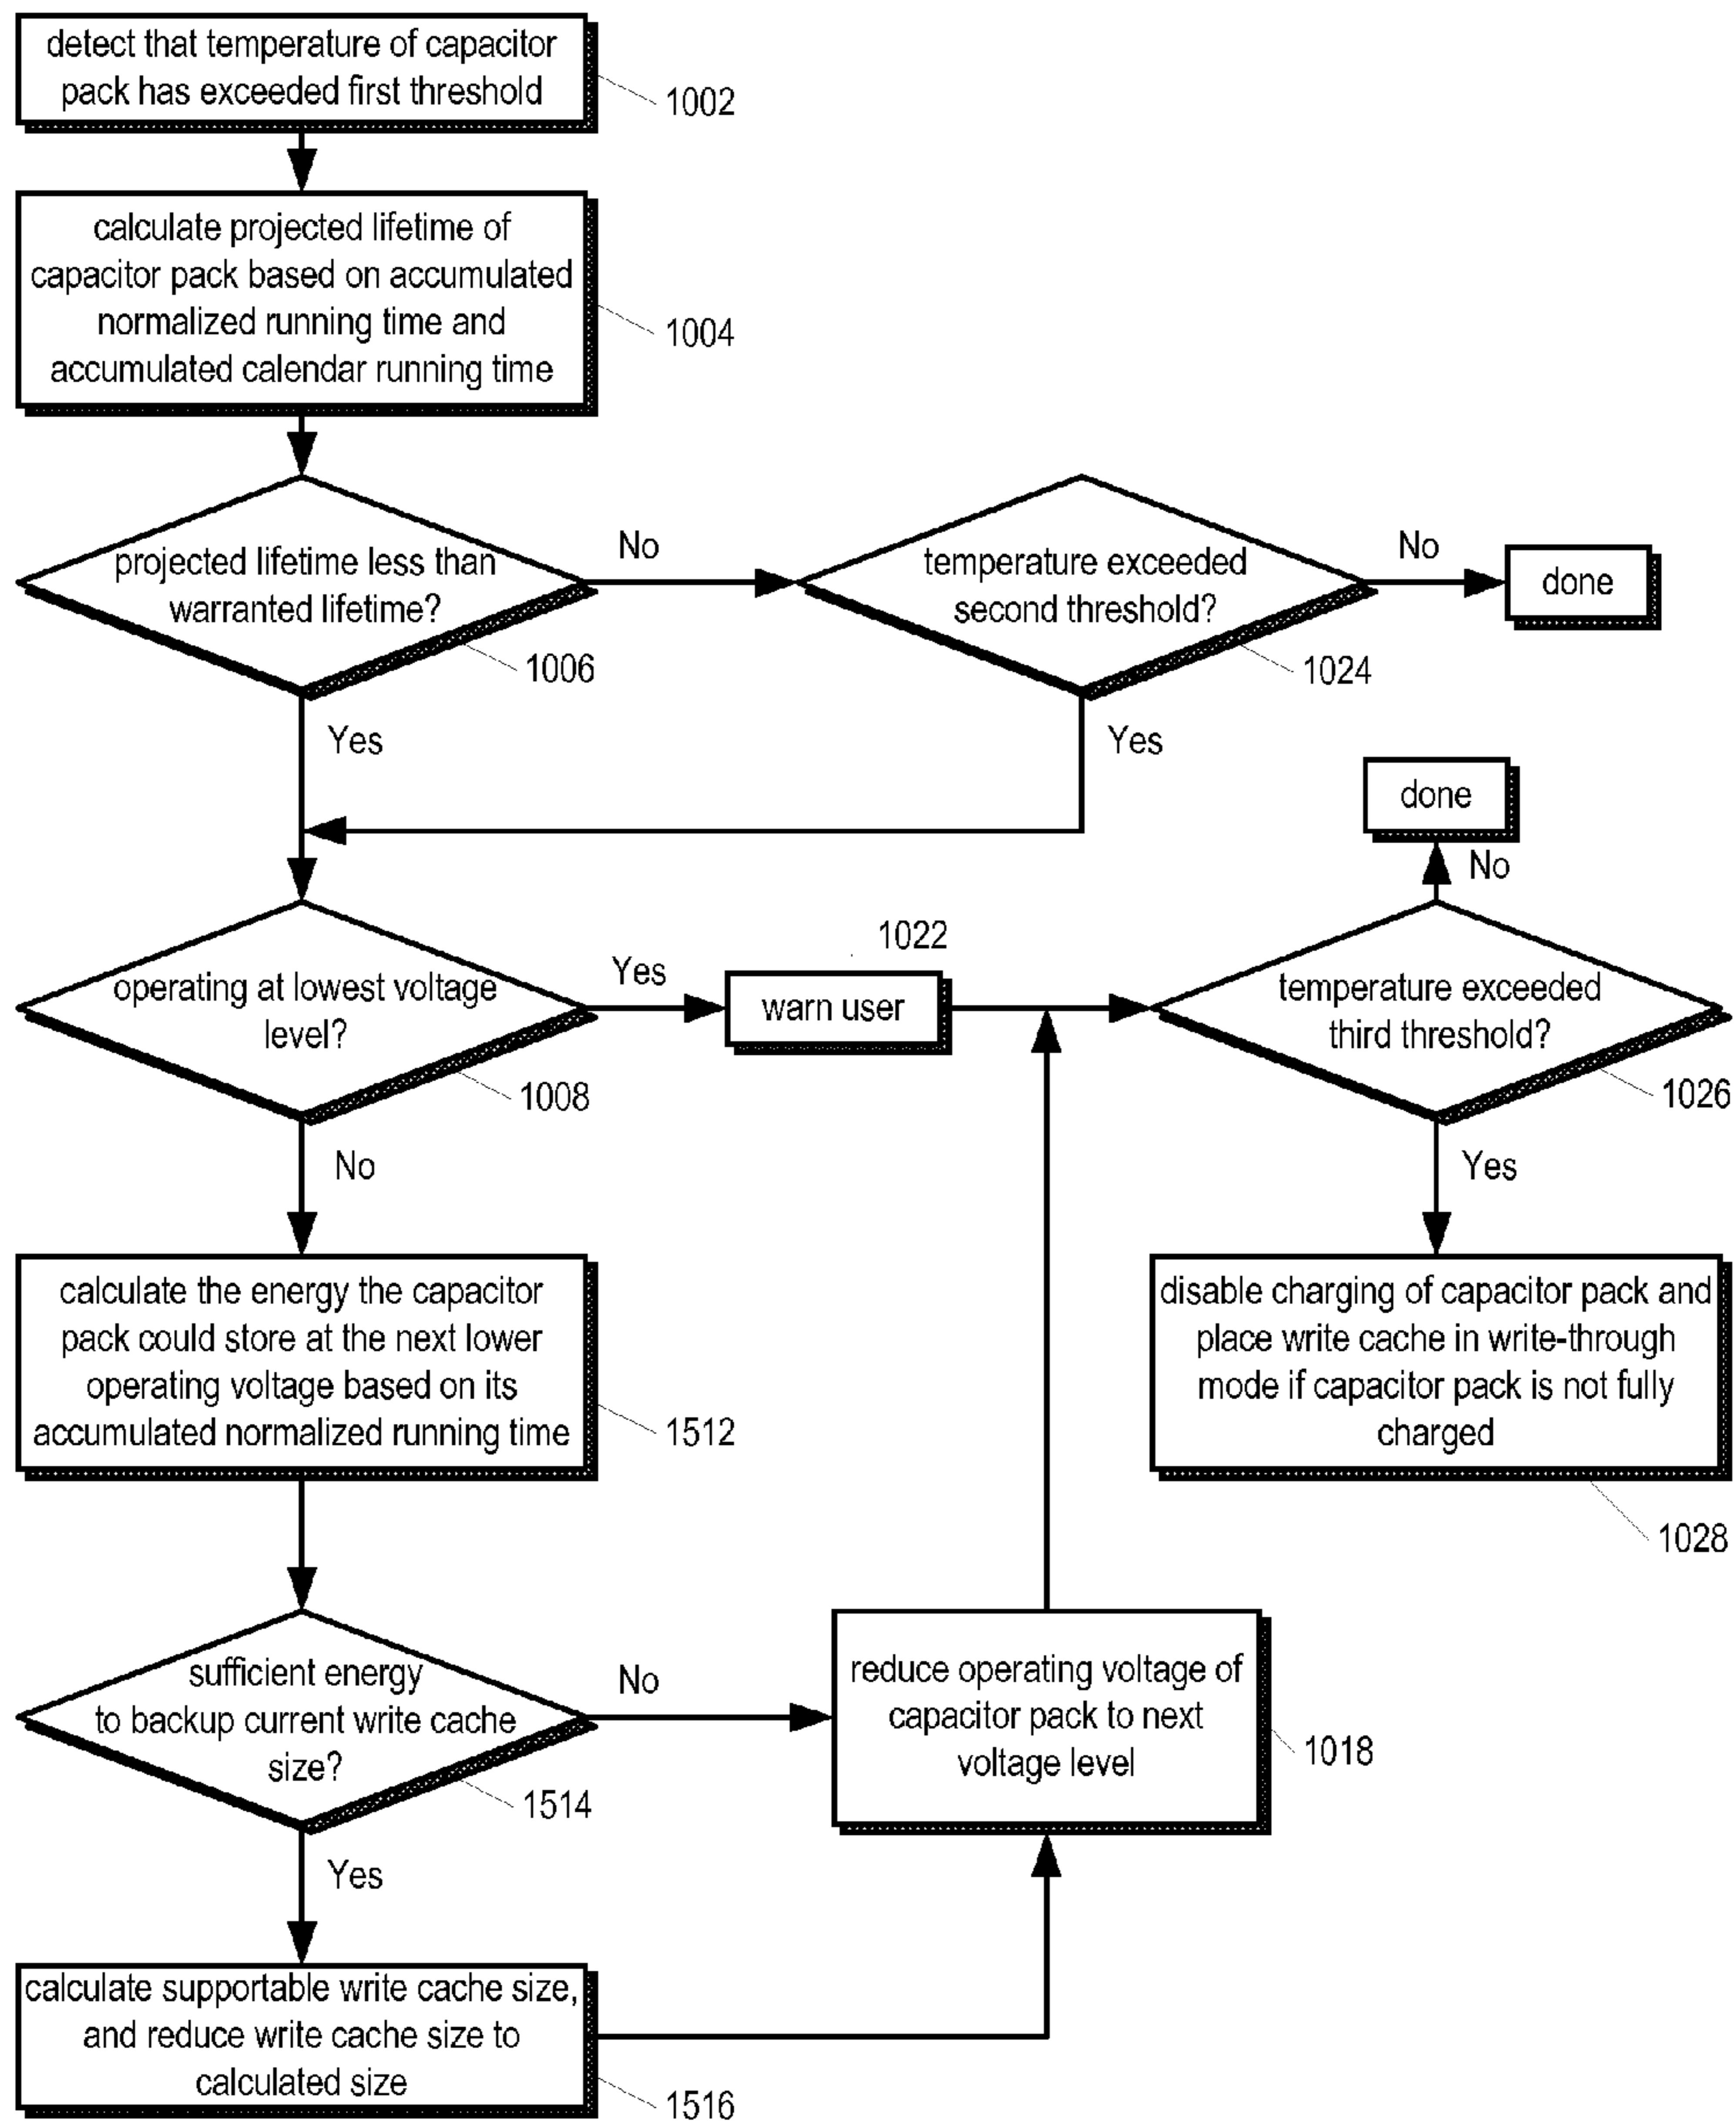 detect that temperature of capacitor
pack has exceeded first threshold
1002
calculate projected lifetime of
capacitor pack based on accumulated
normalized running time and
accumulated calendar running time
1004
projected lifetime less than
warranted lifetime?
1006
No
temperature exceeded
second threshold?
1024
No
done
Yes
Yes
done
No
operating at lowest voltage
level?
1008
Yes
1022
warn user
temperature exceeded
third threshold?
1026
No
Yes
calculate the energy the capacitor
pack could store at the next lower
operating voltage based on its
accumulated normalized running time
1512
disable charging of capacitor pack and
place write cache in write-through
mode if capacitor pack is not fully
charged
1028
sufficient energy
to backup current write cache
size?
1514
No
reduce operating voltage of
capacitor pack to next
voltage level
1018
Yes
calculate supportable write cache size,
and reduce write cache size to
calculated size
1516